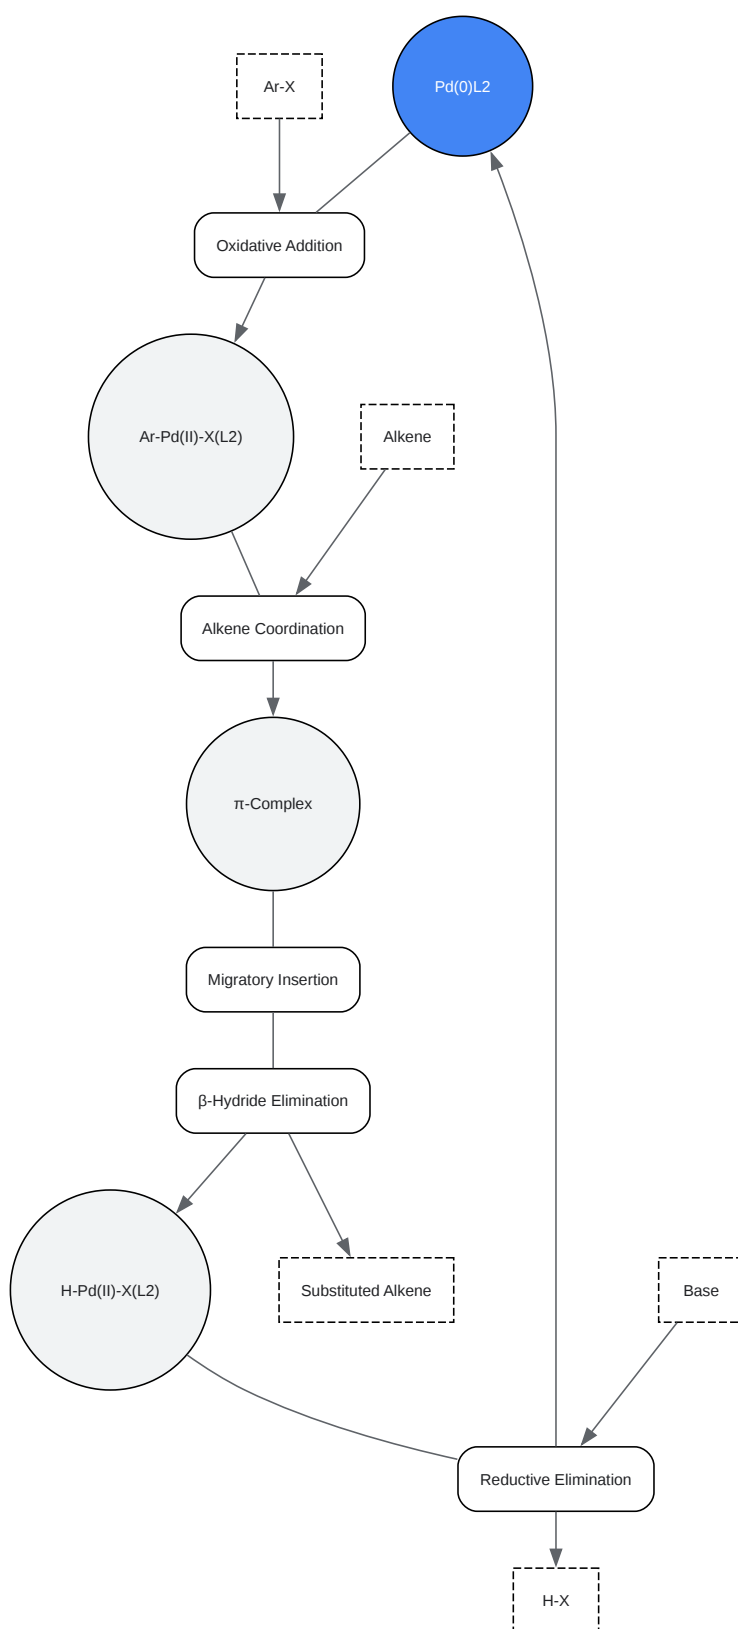 Ar-X
Pd(0)L2
Oxidative Addition
Ar-Pd(II)-X(L2)
Alkene
Alkene Coordination
π-Complex
Migratory Insertion
β-Hydride Elimination
H-Pd(II)-X(L2)
Substituted Alkene
Base
Reductive Elimination
H-X